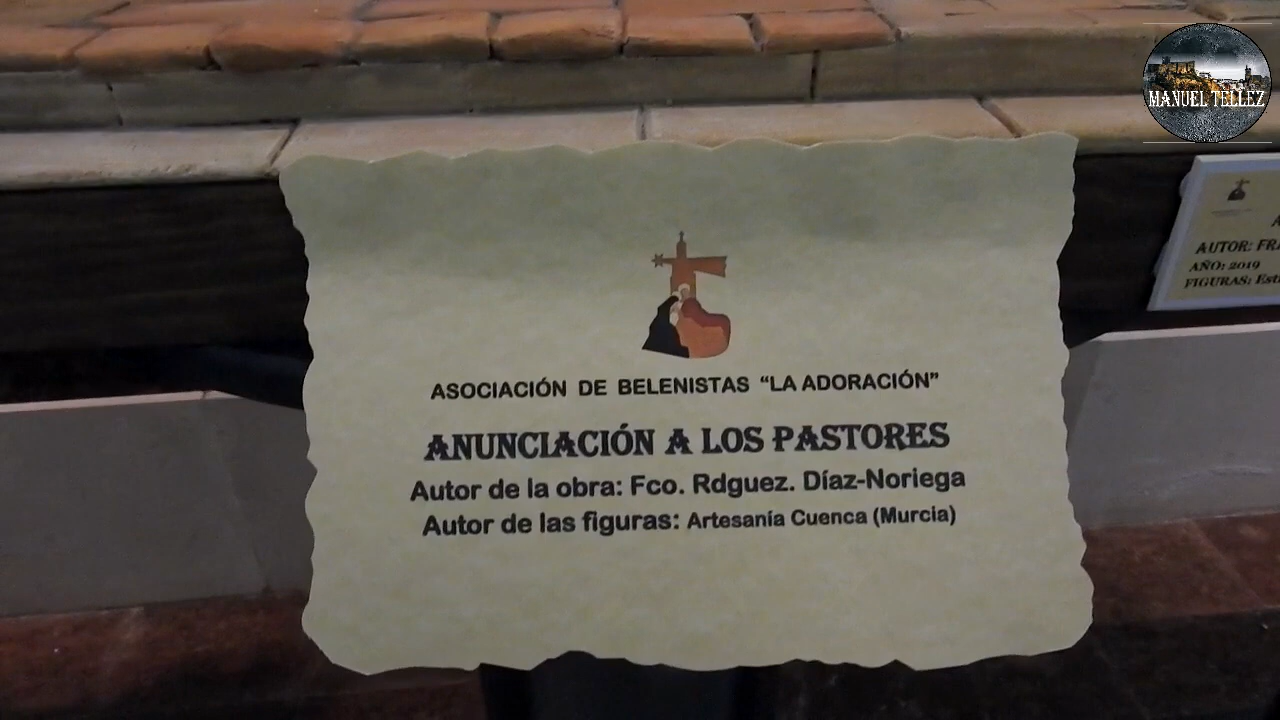 MANUEL TELLEZ
ASOCIACIÓN DE BELENISTAS “LA ADORACIÓN”
ANUNCIACIÓN A LOS PASTORES
Autor de la obra: Fco. Rdguez. Díaz-Noriega
Autor de las figuras: Artesanía Cuenca (Murcia)
AUTOR:
AÑO: 2019
FIGURAS: